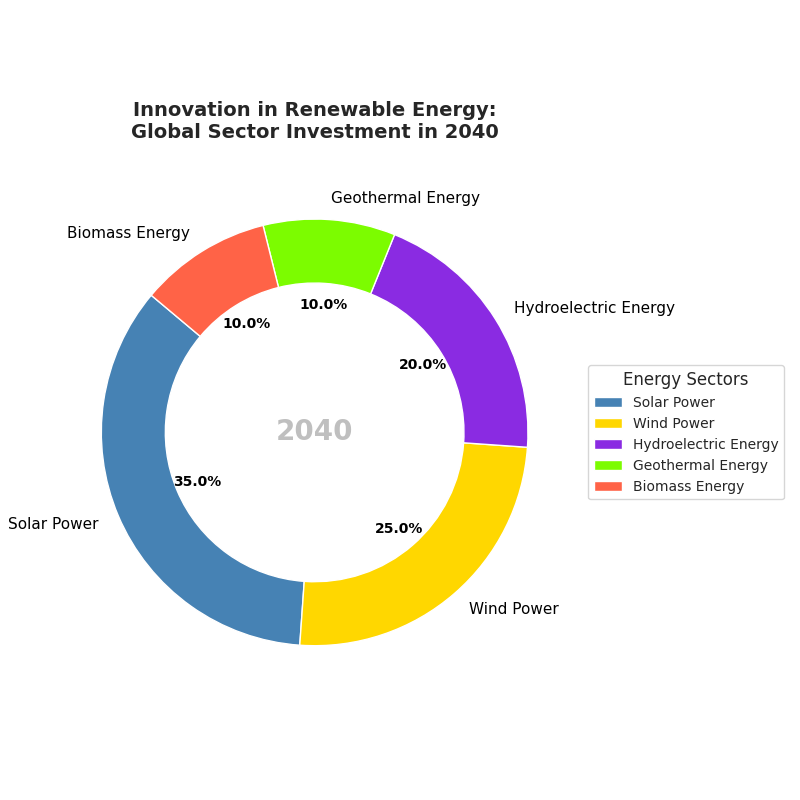 Innovation in Renewable Energy:
Global Sector Investment in 2040
Geothermal Energy
Biomass Energy
Hydroelectric Energy
10.0%
10.0%
20.0%
2040
35.0%
25.0%
Solar Power
Wind Power
Energy Sectors
Solar Power
Wind Power
Hydroelectric Energy
Geothermal Energy
Biomass Energy